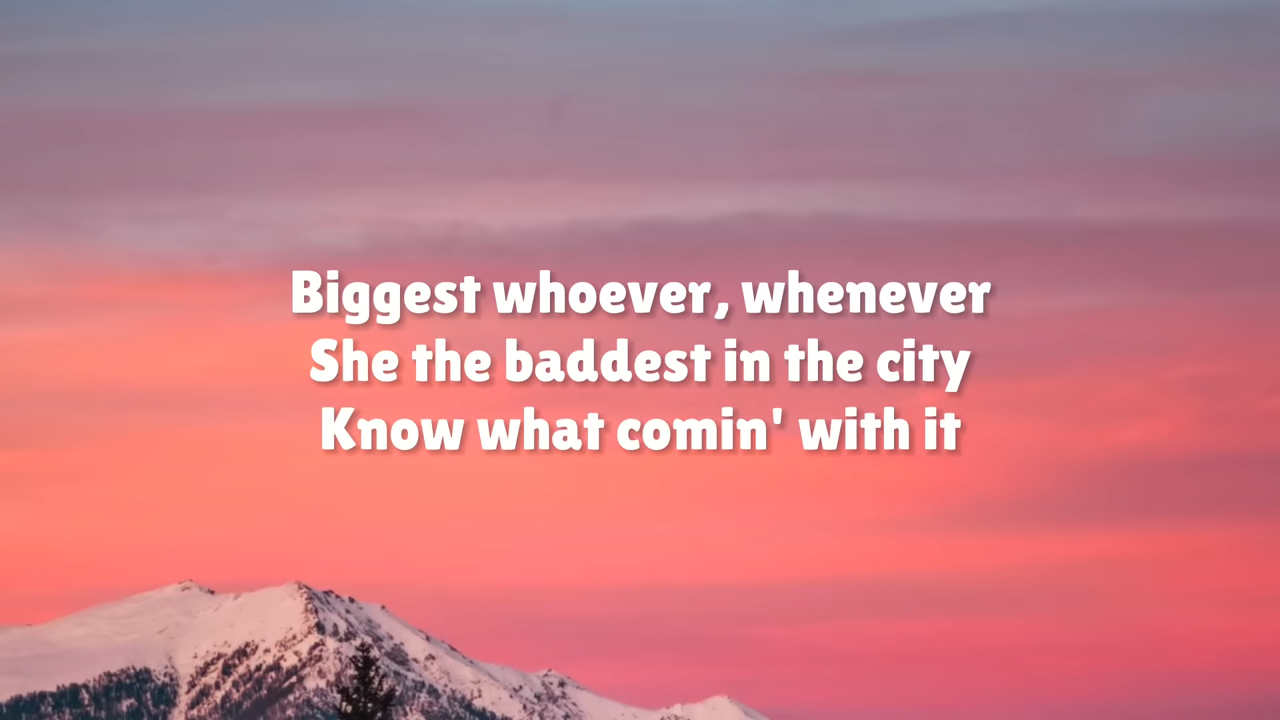 Biggest whoever, whenever
She the baddest in the city
Know what comin' with it